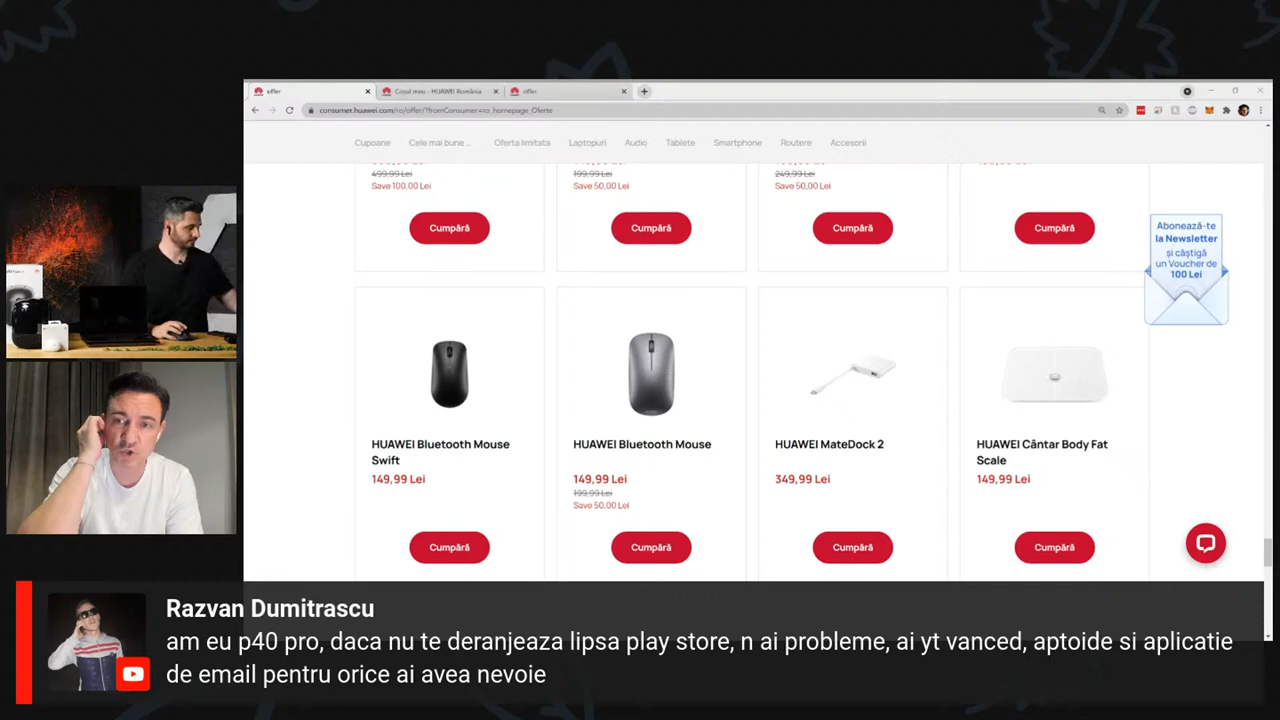 offer
Coșul meu - HUAWEI România
offer
consumer.huawei.com/ro/offer/?fromConsumer=ro_homepage_Oferte
Cupoane Cele mai bune ... Oferta limitata Laptopuri Audio Tablete Smartphone Routere Accesorii
499,99 Lei
Save 100,00 Lei
199,99 Lei
Save 50,00 Lei
249,99 Lei
Save 50,00 Lei
Cumpără Cumpără Cumpără Cumpără
Abonează-te
la Newsletter
și câștigă
un Voucher de
100 Lei
HUAWEI Bluetooth Mouse
Swift
149,99 Lei
Cumpără
HUAWEI Bluetooth Mouse
149,99 Lei
199,99 Lei
Save 50,00 Lei
Cumpără
HUAWEI MateDock 2
349,99 Lei
Cumpără
HUAWEI Cântar Body Fat
Scale
149,99 Lei
Cumpără
Razvan Dumitrascu
am eu p40 pro, daca nu te deranjeaza lipsa play store, n ai probleme, ai yt vanced, aptoide si aplicatie
de email pentru orice ai avea nevoie